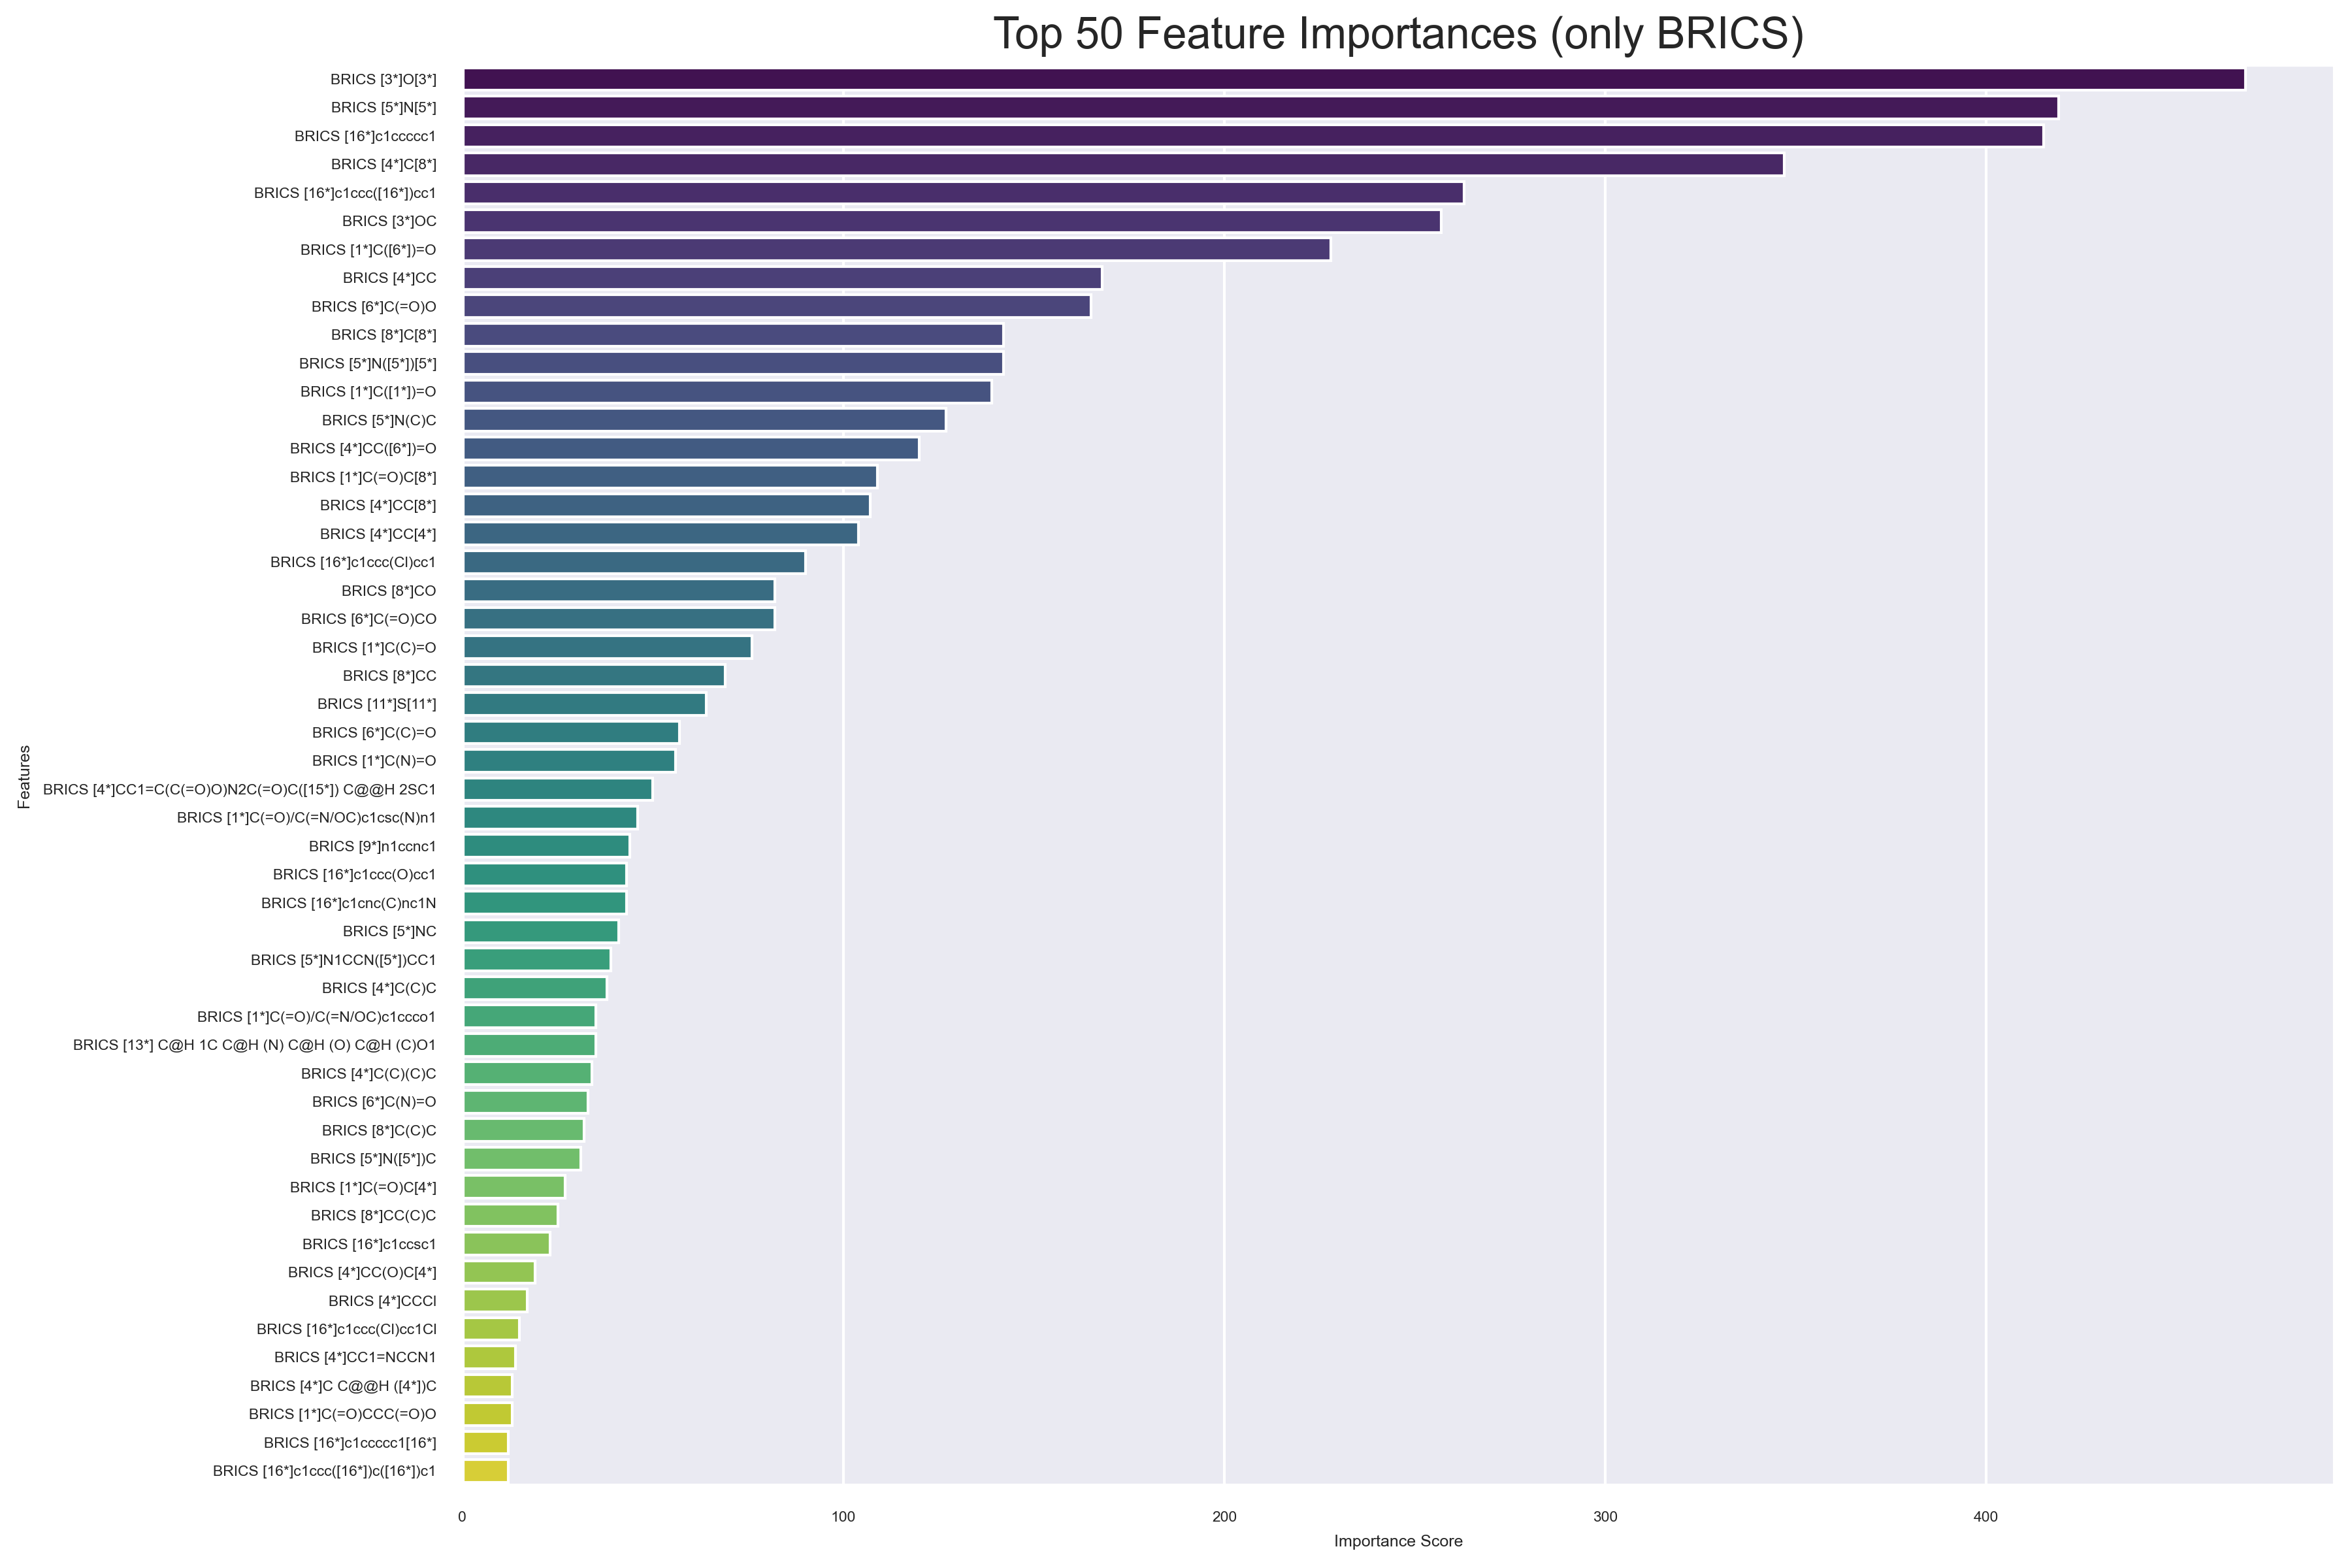 Top 50 Feature Importances (only BRICS)
BRICS [3*]O[3*]
BRICS [5*]N[5*]
BRICS [16*]c1ccccc1
BRICS [4*]C[8*]
BRICS [16*]c1ccc([16*])cc1
BRICS [3*]OC
BRICS [1*]C([6*])=O
BRICS [4*]CC
BRICS [6*]C(=O)O
BRICS [8*]C[8*]
BRICS [5*]N([5*])[5*]
BRICS [1*]C([1*])=O
BRICS [5*]N(C)C
BRICS [4*]CC([6*])=O
BRICS [1*]C(=O)C[8*]
BRICS [4*]CC[8*]
BRICS [4*]CC[4*]
BRICS [16*]c1ccc(Cl)cc1
BRICS [8*]CO
BRICS [6*]C(=O)CO
BRICS [1*]C(C)=O
BRICS [8*]CC
BRICS [11*]S[11*]
BRICS [6*]C(C)=O
BRICS [1*]C(N)=O
BRICS [4*]CC1=C(C(=O)O)N2C(=O)C([15*]) C@@H 2SC1
BRICS [1*]C(=O)/C(=N/OC)c1csc(N)n1
BRICS [9*]n1ccnc1
BRICS [16*]c1ccc(O)cc1
BRICS [16*]c1cnc(C)nc1N
BRICS [5*]NC
BRICS [5*]N1CCN([5*])CC1
BRICS [4*]C(C)C
BRICS [1*]C(=O)/C(=N/OC)c1ccco1
BRICS [13*] C@H 1C C@H (N) C@H (O) C@H (C)O1
BRICS [4*]C(C)(C)C
BRICS [6*]C(N)=O
BRICS [8*]C(C)C
BRICS [5*]N([5*])C
BRICS [1*]C(=O)C[4*]
BRICS [8*]CC(C)C
BRICS [16*]c1ccsc1
BRICS [4*]CC(O)C[4*]
BRICS [4*]CCCl
BRICS [16*]c1ccc(Cl)cc1Cl
BRICS [4*]CC1=NCCN1
BRICS [4*]C C@@H ([4*])C
BRICS [1*]C(=O)CCC(=O)O
BRICS [16*]c1ccccc1[16*]
BRICS [16*]c1ccc([16*])c([16*])c1
Features
0 100 200 300 400
Importance Score